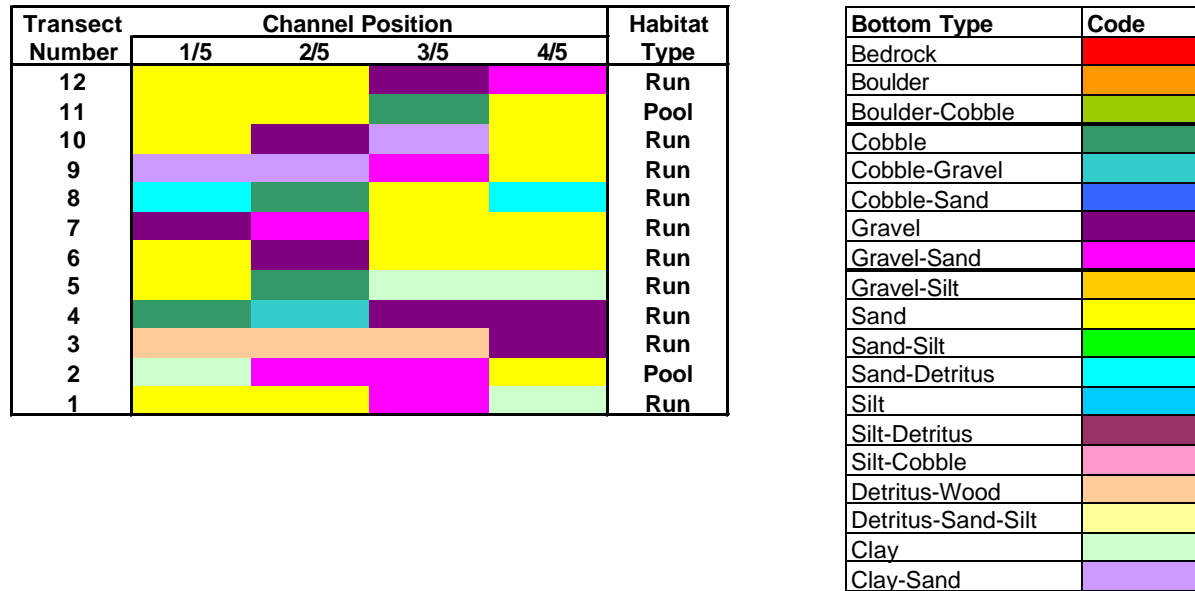 Transect Channel Position Habitat
Number 1/5 2/5 3/5 4/5 Type
12 Run
11 Pool
10 Run
9 Run
8 Run
7 Run
6 Run
5 Run
4 Run
3 Run
2 Pool
1 Run
Bottom Type Code
Bedrock
Boulder
Boulder-Cobble
Cobble
Cobble-Gravel
Cobble-Sand
Gravel
Gravel-Sand
Gravel-Silt
Sand
Sand-Silt
Sand-Detritus
Silt
Silt-Detritus
Silt-Cobble
Detritus-Wood
Detritus-Sand-Silt
Clay
Clay-Sand